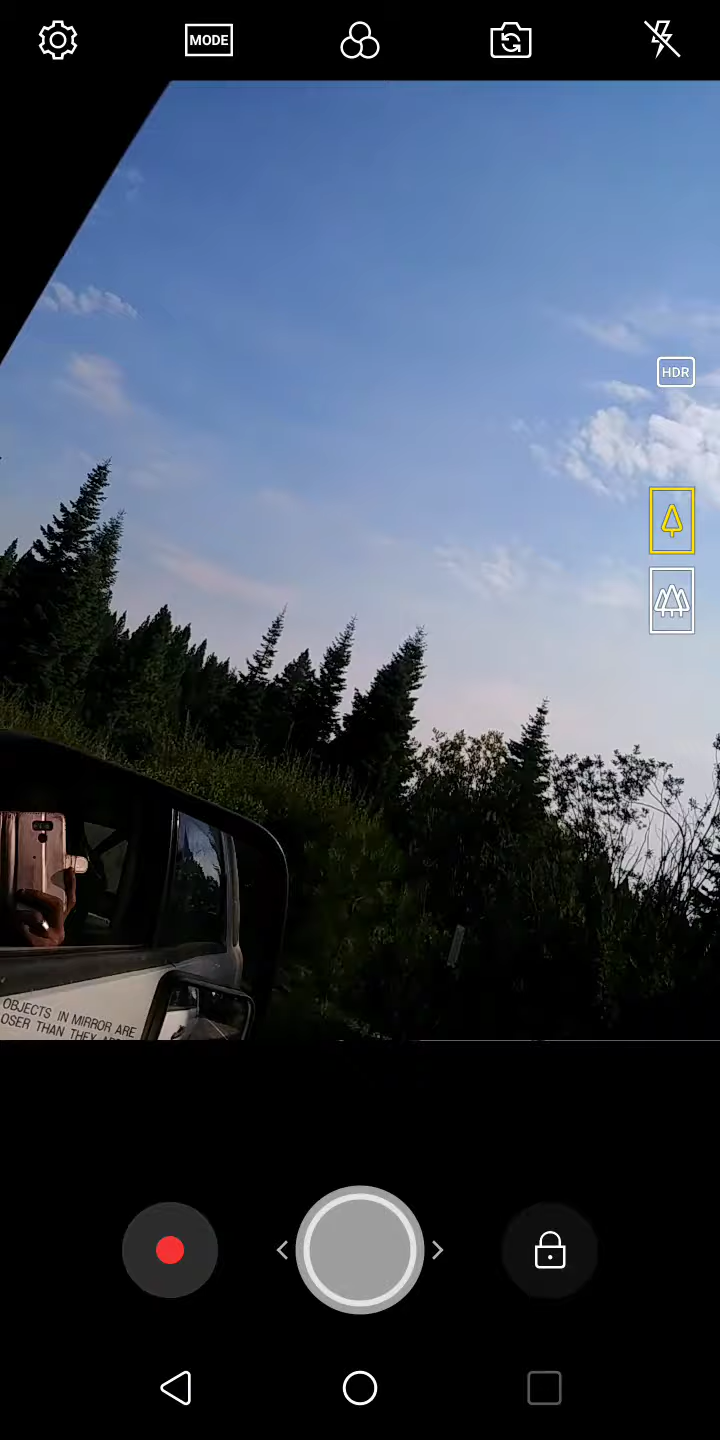 MODE
HDR
OBJECTS IN MIRROR ARE
OSER THAN THEY